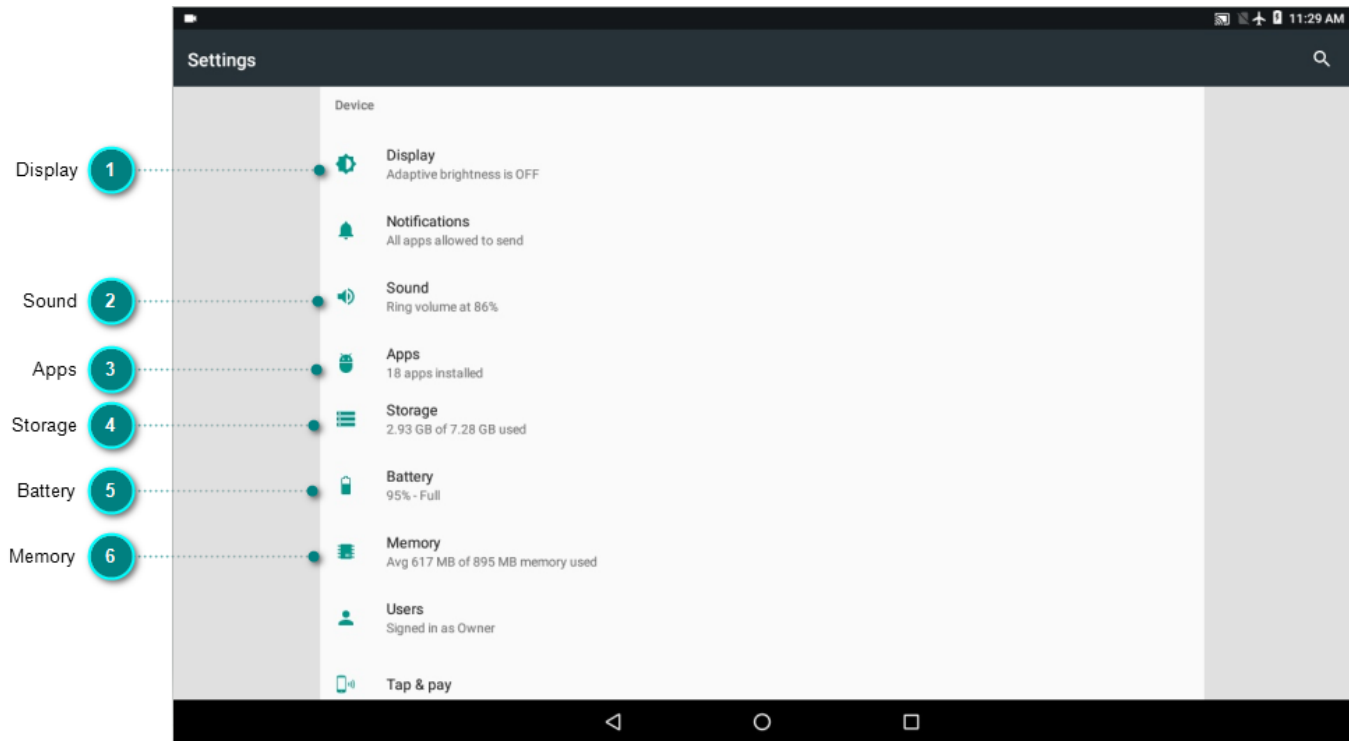 11:29 AM
Settings
Device
Display 1
Display
Adaptive brightness is OFF
Notifications
All apps allowed to send
Sound 2
Sound
Ring volume at 86%
Apps 3
Apps
18 apps installed
Storage 4
Storage
2.93 GB of 7.28 GB used
Battery 5
Battery
95% - Full
Memory 6
Memory
Avg 617 MB of 895 MB memory used
Users
Signed in as Owner
Tap & pay